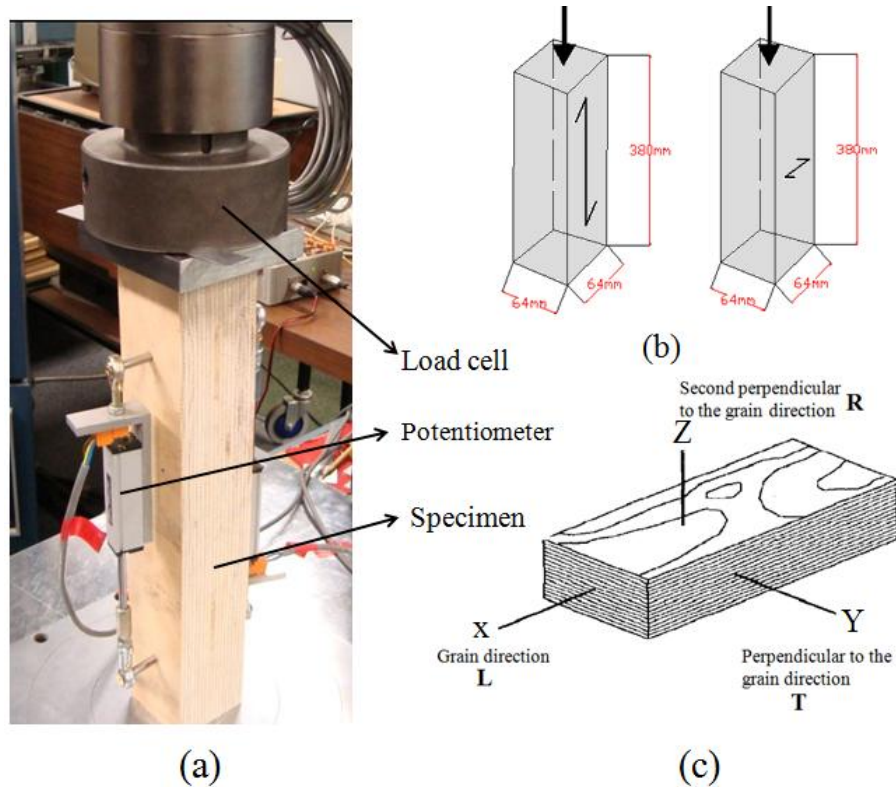 Load cell
Potentiometer
Specimen
(a)
380mm
64mm
64mm
380mm
64mm
64mm
(b)
Second perpendicular
to the grain direction R
Z
x
Grain direction
L
Y
Perpendicular to the
grain direction
T
(c)